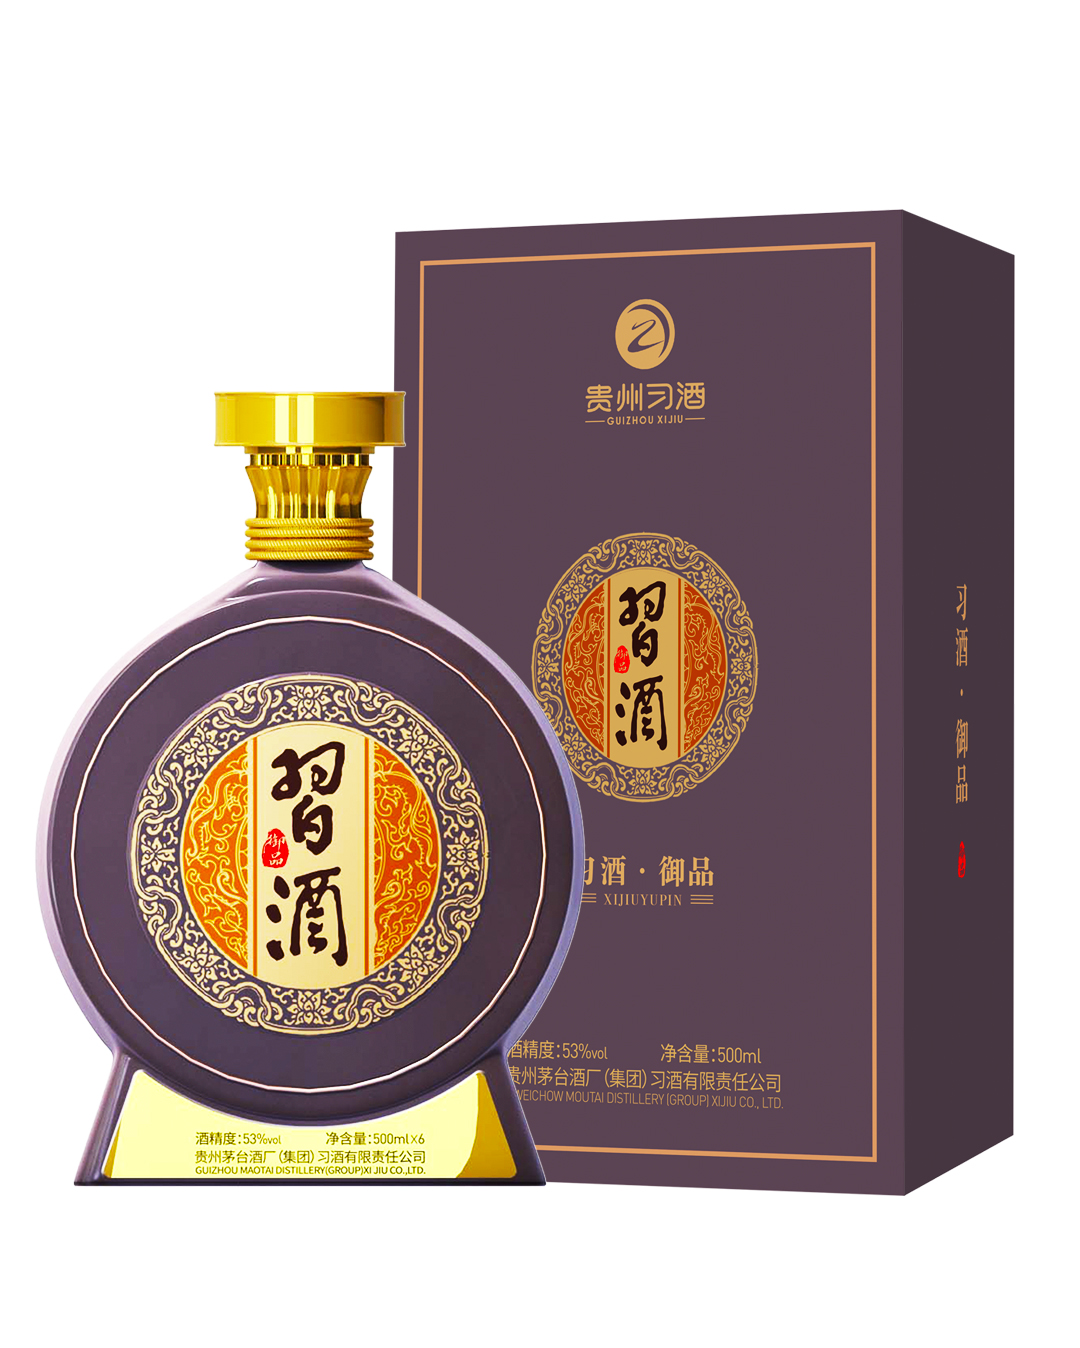 習酒
御品
酒精度:53%vol 净含量:500ml×6
贵州茅台酒厂(集团)习酒有限责任公司
GUIZHOU MAOTAI DISTILLERY(GROUP)XI JIU CO.,LTD.
贵州习酒
GUIZHOU XIJIU
習酒
御品
习酒·御品
XIJIUYUPIN
酒精度:53%vol 净含量:500ml
贵州茅台酒厂(集团)习酒有限责任公司
WEICHOW MOUTAI DISTILLERY (GROUP) XIJIU CO., LTD.
习酒·御品